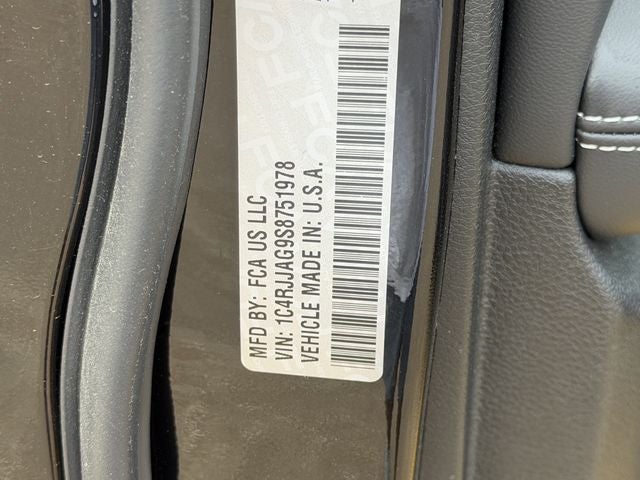 MFD BY: FCA US LLC
VIN: 1C4RJJAG9S8751978
VEHICLE MADE IN: U.S.A.